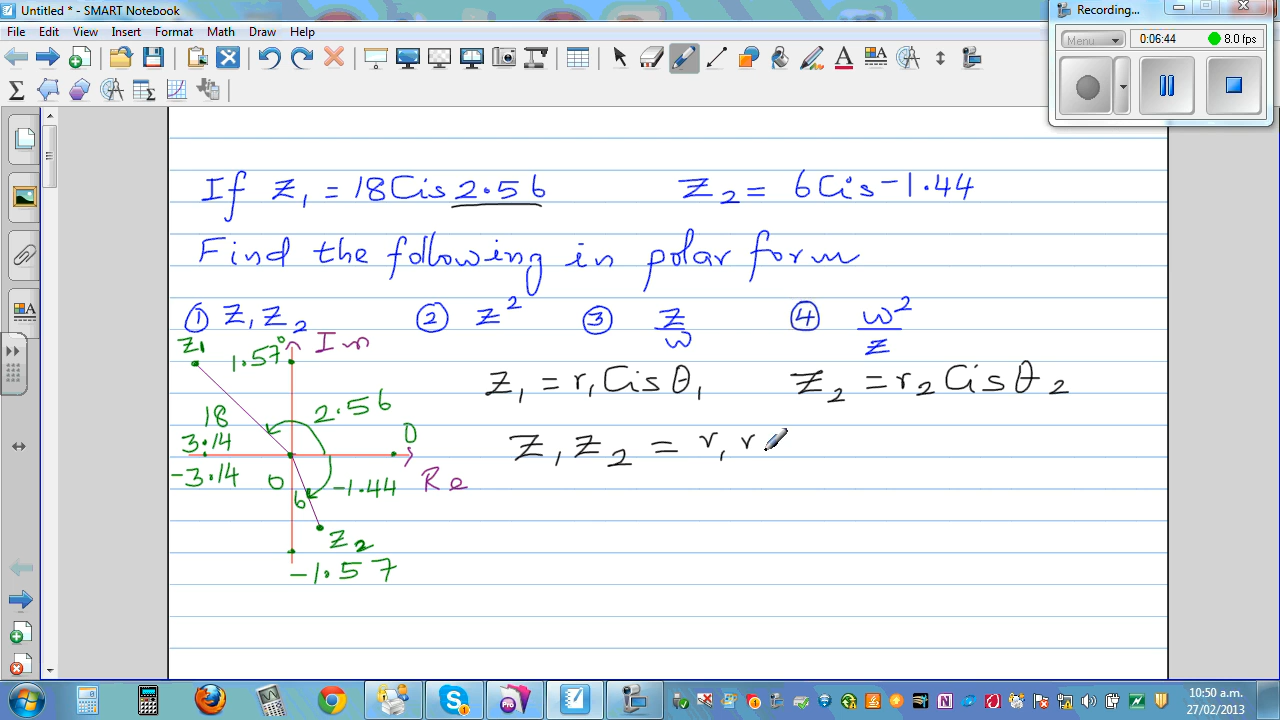 Untitled * - SMART Notebook
Recording...
File Edit View Insert Format Math Draw Help
Menu
0:06:44
8.0 fps
If Z₁ = 18Cis2.56 Z₂ = 6Cis-1.44
Find the following in polar form
① Z₁Z₂ ② Z² ③ Z/W ④ W²/Z
Z₁
1.57°
Im
Z₁ = r₁Cisθ₁ Z₂ = r₂Cisθ₂
18
2.56
3.14
0
Z₁Z₂ = r₁r
-3.14
0
6
-1.44
Re
Z₂
-1.57
10:50 a.m.
27/02/2013